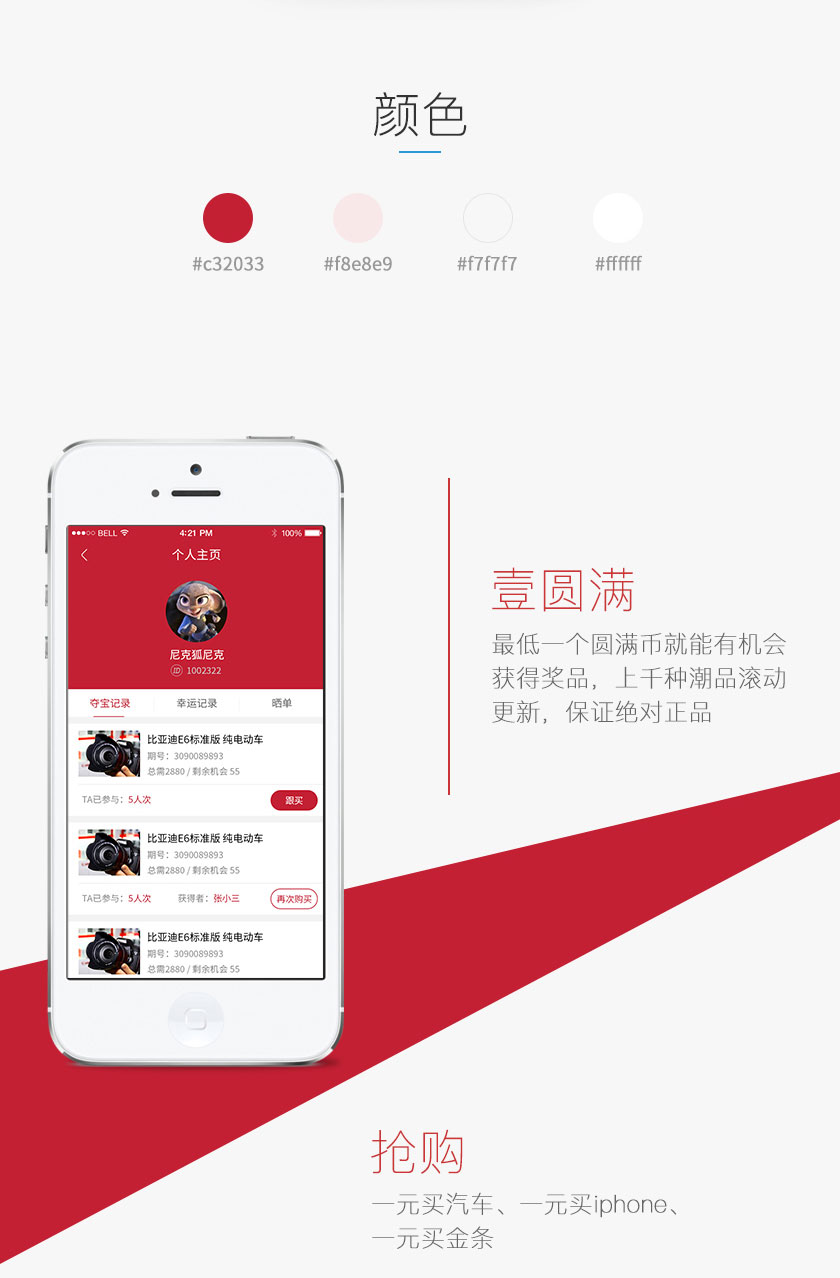 颜色
#c32033
#f8e8e9
#f7f7f7
#ffffff
BELL 4:21 PM 100%
个人主页
尼克狐尼克
ID 1002322
夺宝记录 幸运记录 晒单
比亚迪E6标准版 纯电动车
期号：3090089893
总需2880 / 剩余机会 55
TA已参与：5人次 跟买
比亚迪E6标准版 纯电动车
期号：3090089893
总需2880 / 剩余机会 55
TA已参与：5人次 获得者：张小三 再次购买
比亚迪E6标准版 纯电动车
期号：3090089893
总需2880 / 剩余机会 55
壹圆满
最低一个圆满币就能有机会
获得奖品，上千种潮品滚动
更新，保证绝对正品
抢购
一元买汽车、一元买iphone、
一元买金条